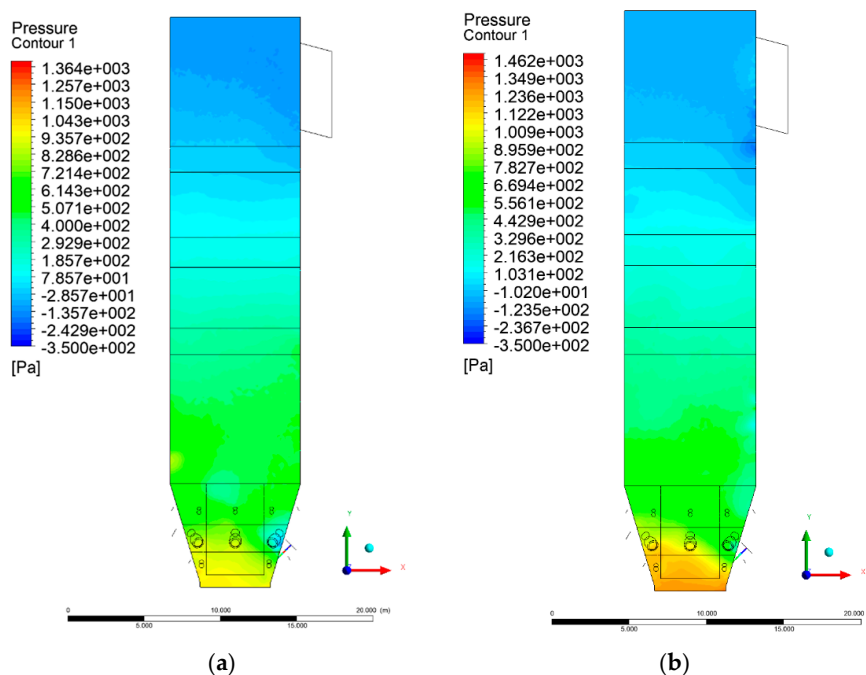 Pressure
Contour 1
1.364e+003
1.257e+003
1.150e+003
1.043e+003
9.357e+002
8.286e+002
7.214e+002
6.143e+002
5.071e+002
4.000e+002
2.929e+002
1.857e+002
7.857e+001
-2.857e+001
-1.357e+002
-2.429e+002
-3.500e+002
[Pa]
Y
X
0 10.000 20.000 (m)
5.000 15.000
(a)
Pressure
Contour 1
1.462e+003
1.349e+003
1.236e+003
1.122e+003
1.009e+003
8.959e+002
7.827e+002
6.694e+002
5.561e+002
4.429e+002
3.296e+002
2.163e+002
1.031e+002
-1.020e+001
-1.235e+002
-2.367e+002
-3.500e+002
[Pa]
Y
X
0 10.000 20.000
5.000 15.000
(b)